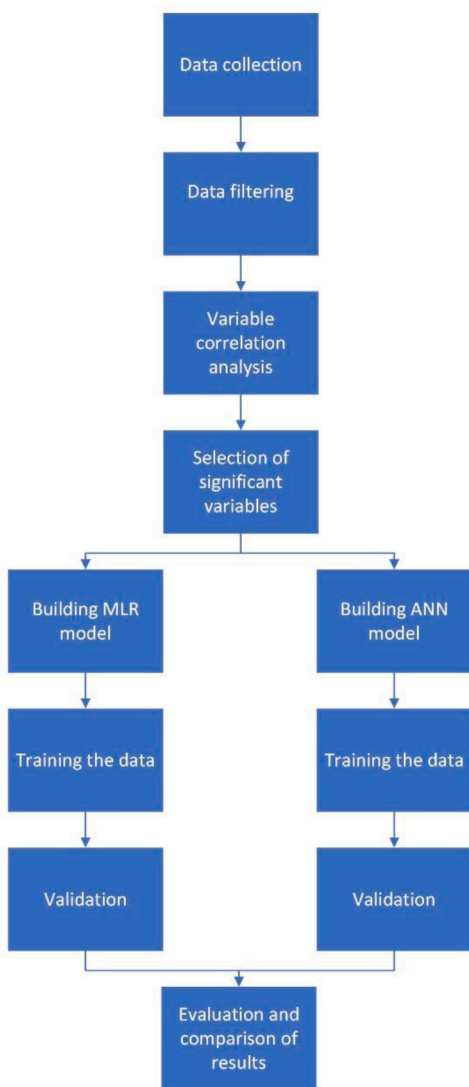 Data collection
Data filtering
Variable
correlation
analysis
Selection of
significant
variables
Building MLR
model
Building ANN
model
Training the data
Training the data
Validation
Validation
Evaluation and
comparison of
results